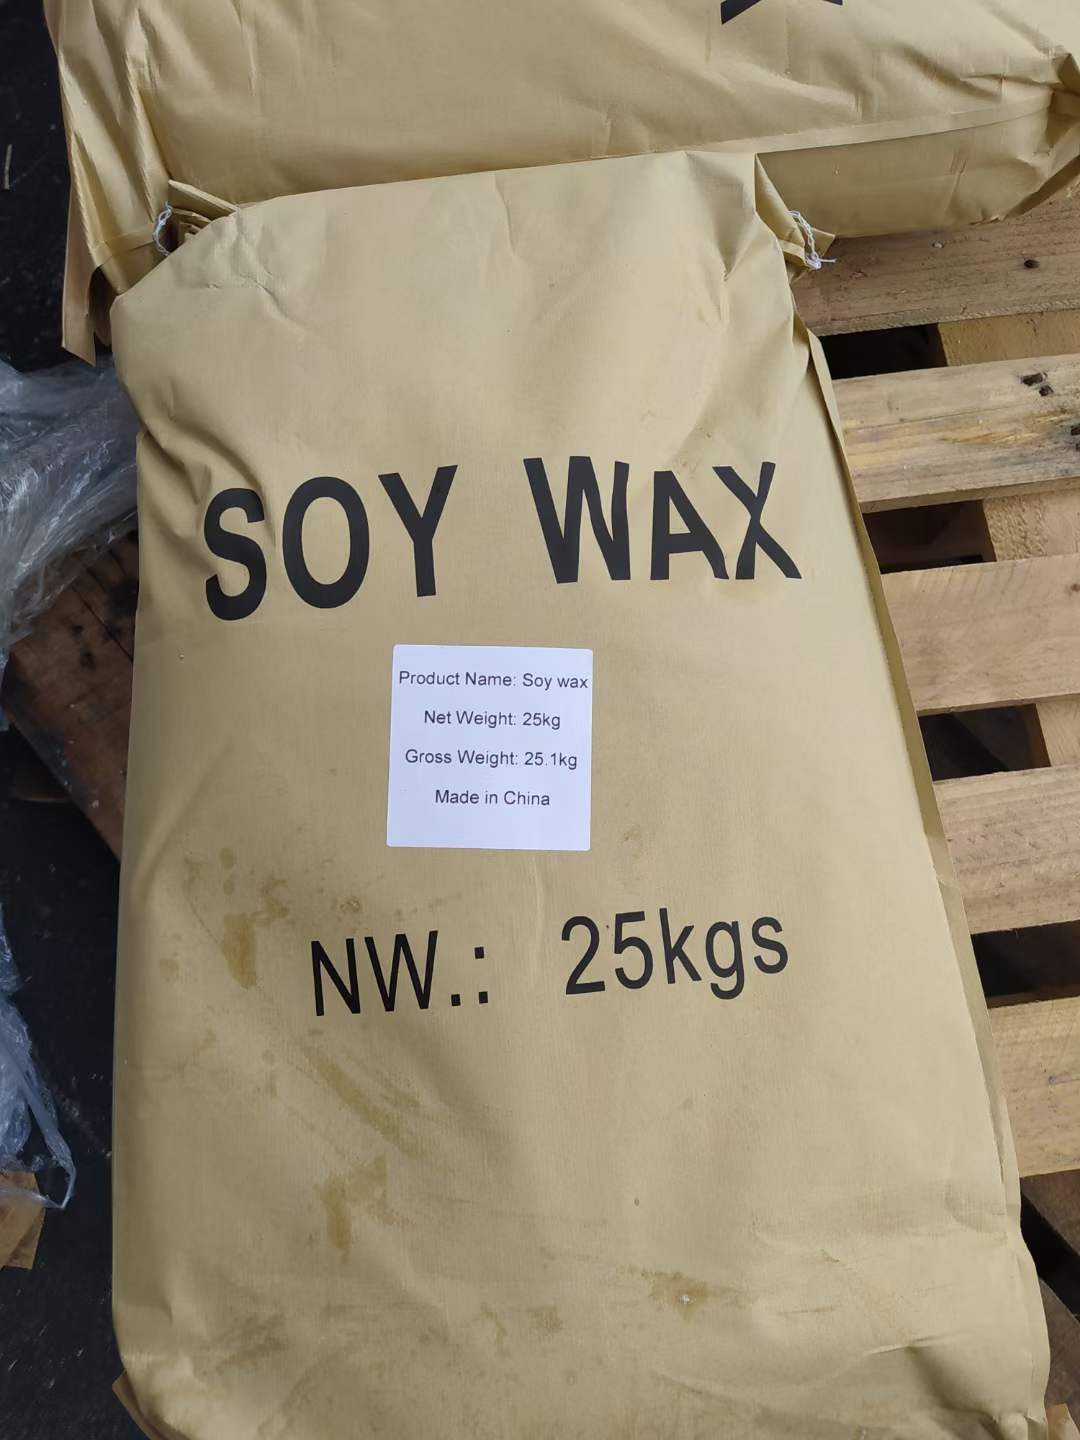 SOY WAX
Product Name: Soy wax
Net Weight: 25kg
Gross Weight: 25.1kg
Made in China
NW.: 25kgs